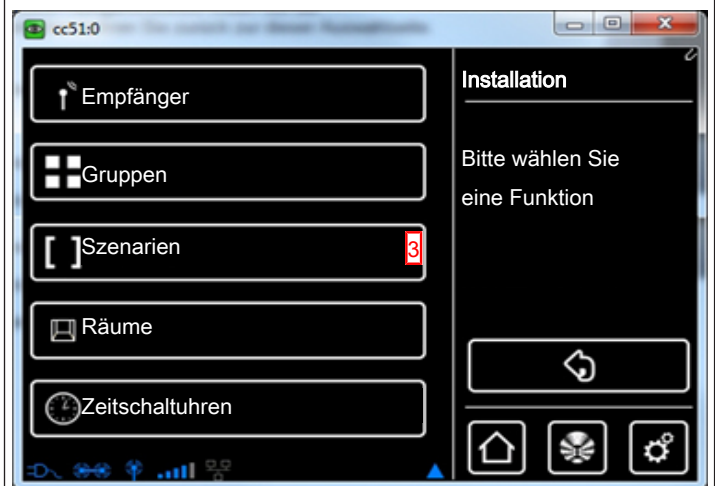 cc51:0
Empfänger
Gruppen
Szenarien 3
Räume
Zeitschaltuhren
Installation
Bitte wählen Sie
eine Funktion